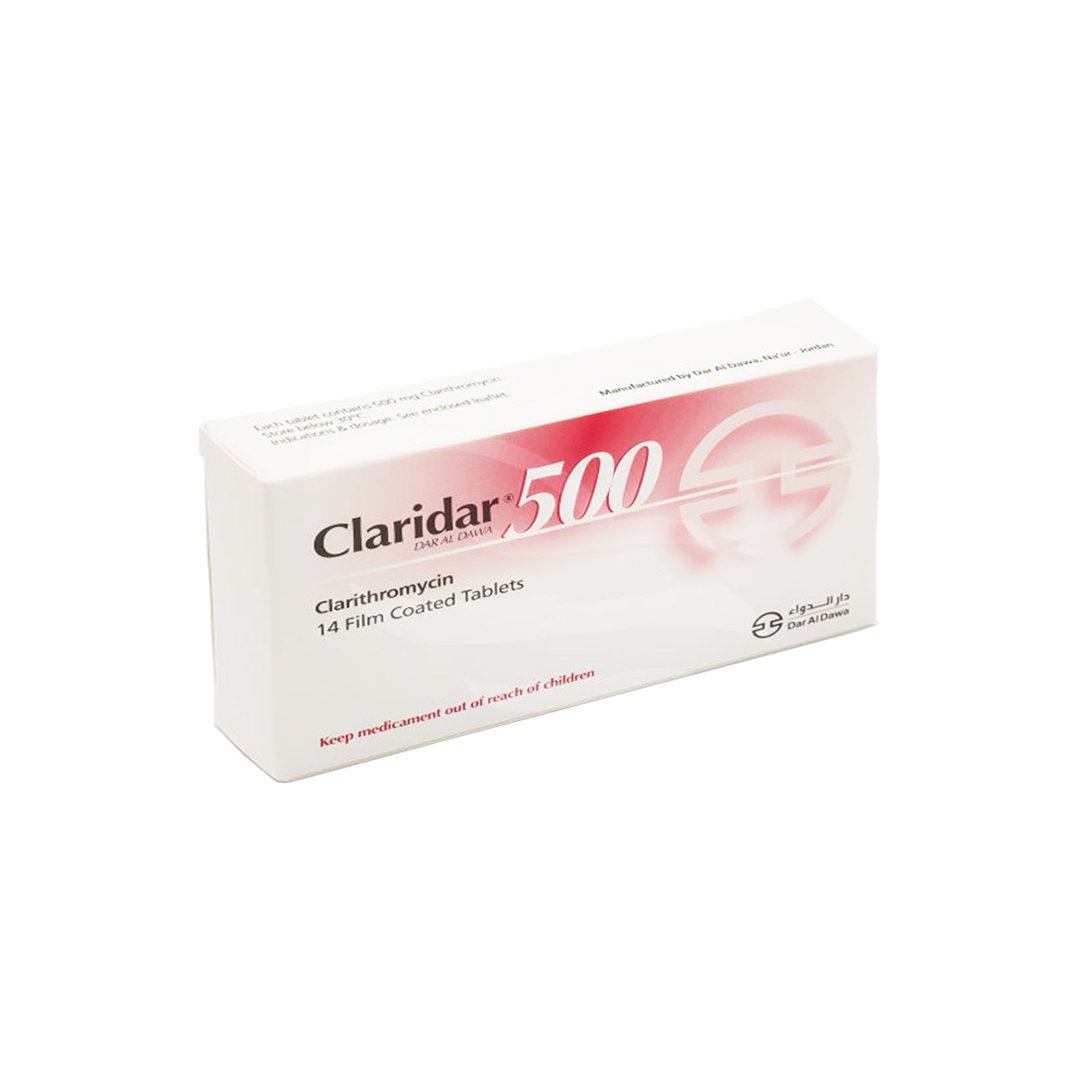 Each tablet contains 500 mg Clarithromycin.
Store below 30°C.
Indications & dosage: See enclosed leaflet.
Manufactured by Dar Al Dawa, Na'ur - Jordan
Claridar® 500
DAR AL DAWA
Clarithromycin
14 Film Coated Tablets
دار الدواء
Dar Al Dawa
Keep medicament out of reach of children